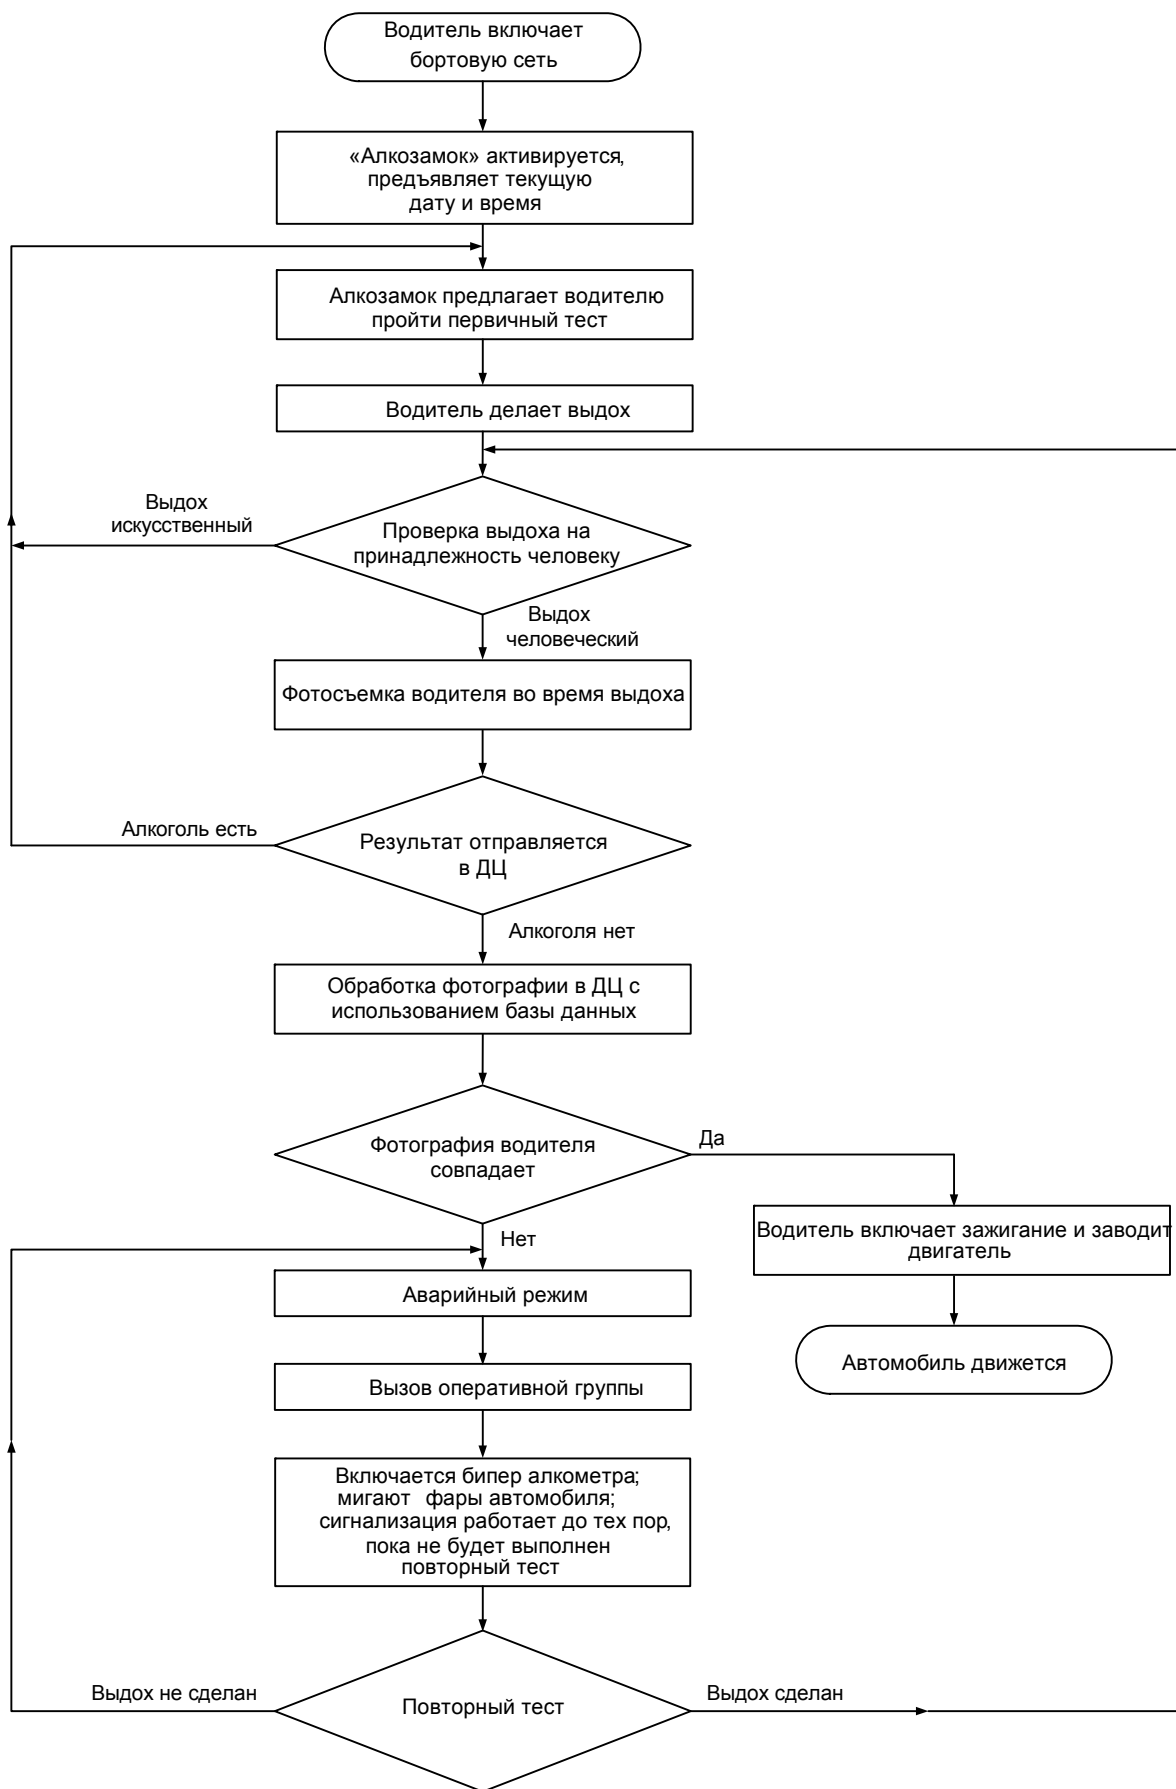 Водитель включает
бортовую сеть
«Алкозамок» активируется,
предъявляет текущую
дату и время
Алкозамок предлагает водителю
пройти первичный тест
Водитель делает выдох
Выдох
искусственный
Проверка выдоха на
принадлежность человеку
Выдох
человеческий
Фотосъемка водителя во время выдоха
Алкоголь есть
Результат отправляется
в ДЦ
Алкоголя нет
Обработка фотографии в ДЦ с
использованием базы данных
Фотография водителя
совпадает
Да
Водитель включает зажигание и заводит
двигатель
Автомобиль движется
Нет
Аварийный режим
Вызов оперативной группы
Включается бипер алкометра;
мигают фары автомобиля;
сигнализация работает до тех пор,
пока не будет выполнен
повторный тест
Выдох не сделан
Повторный тест
Выдох сделан